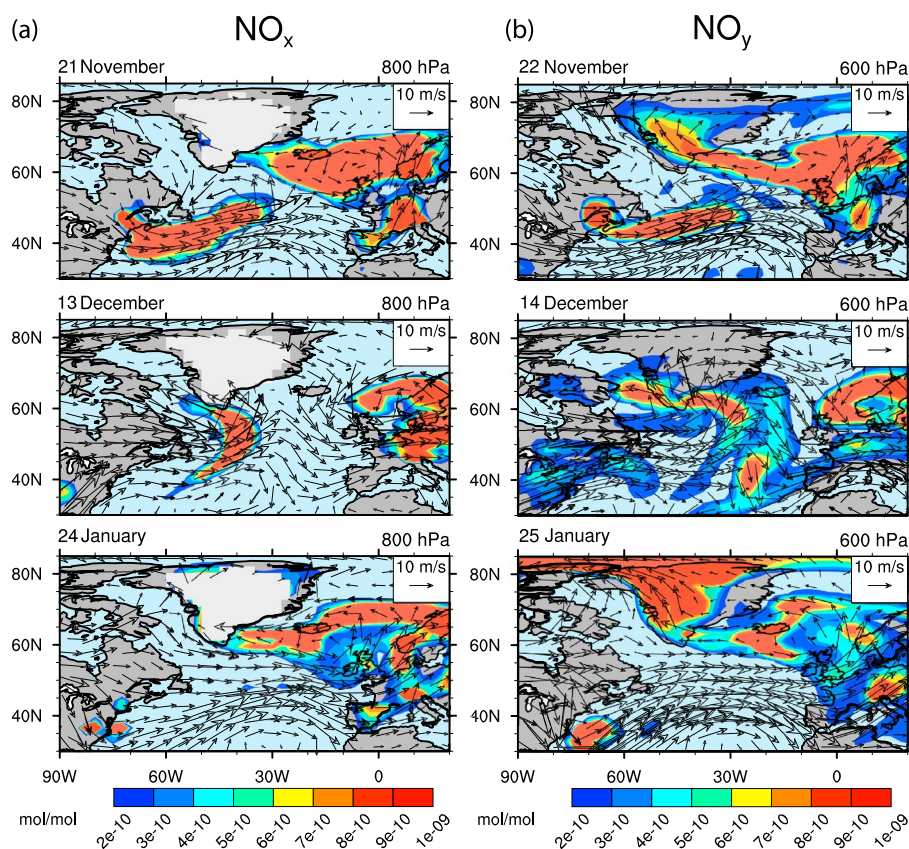 (a) NOx (b) NOy
21 November 800 hPa 22 November 600 hPa
80N 10 m/s 80N 10 m/s
60N 60N
40N 40N
13 December 800 hPa 14 December 600 hPa
80N 10 m/s 80N 10 m/s
60N 60N
40N 40N
24 January 800 hPa 25 January 600 hPa
80N 10 m/s 80N 10 m/s
60N 60N
40N 40N
90W 60W 30W 0 90W 60W 30W 0
mol/mol 2e-10 3e-10 4e-10 5e-10 6e-10 7e-10 8e-10 9e-10 1e-09 mol/mol 2e-10 3e-10 4e-10 5e-10 6e-10 7e-10 8e-10 9e-10 1e-09